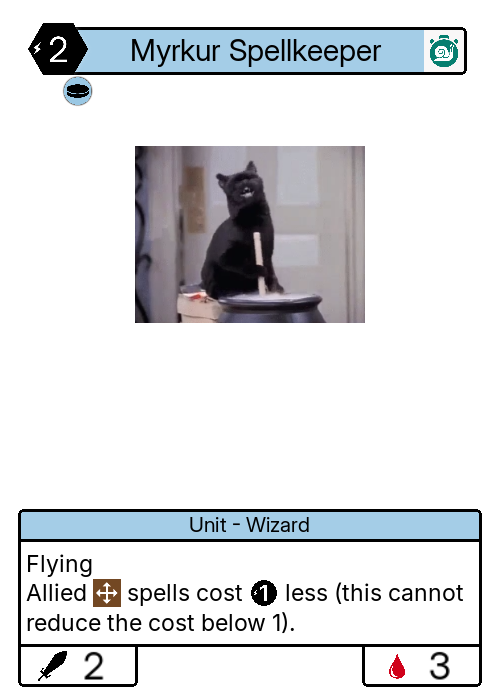 2 Myrkur Spellkeeper
Unit - Wizard
Flying
Allied spells cost 1 less (this cannot
reduce the cost below 1).
2 3